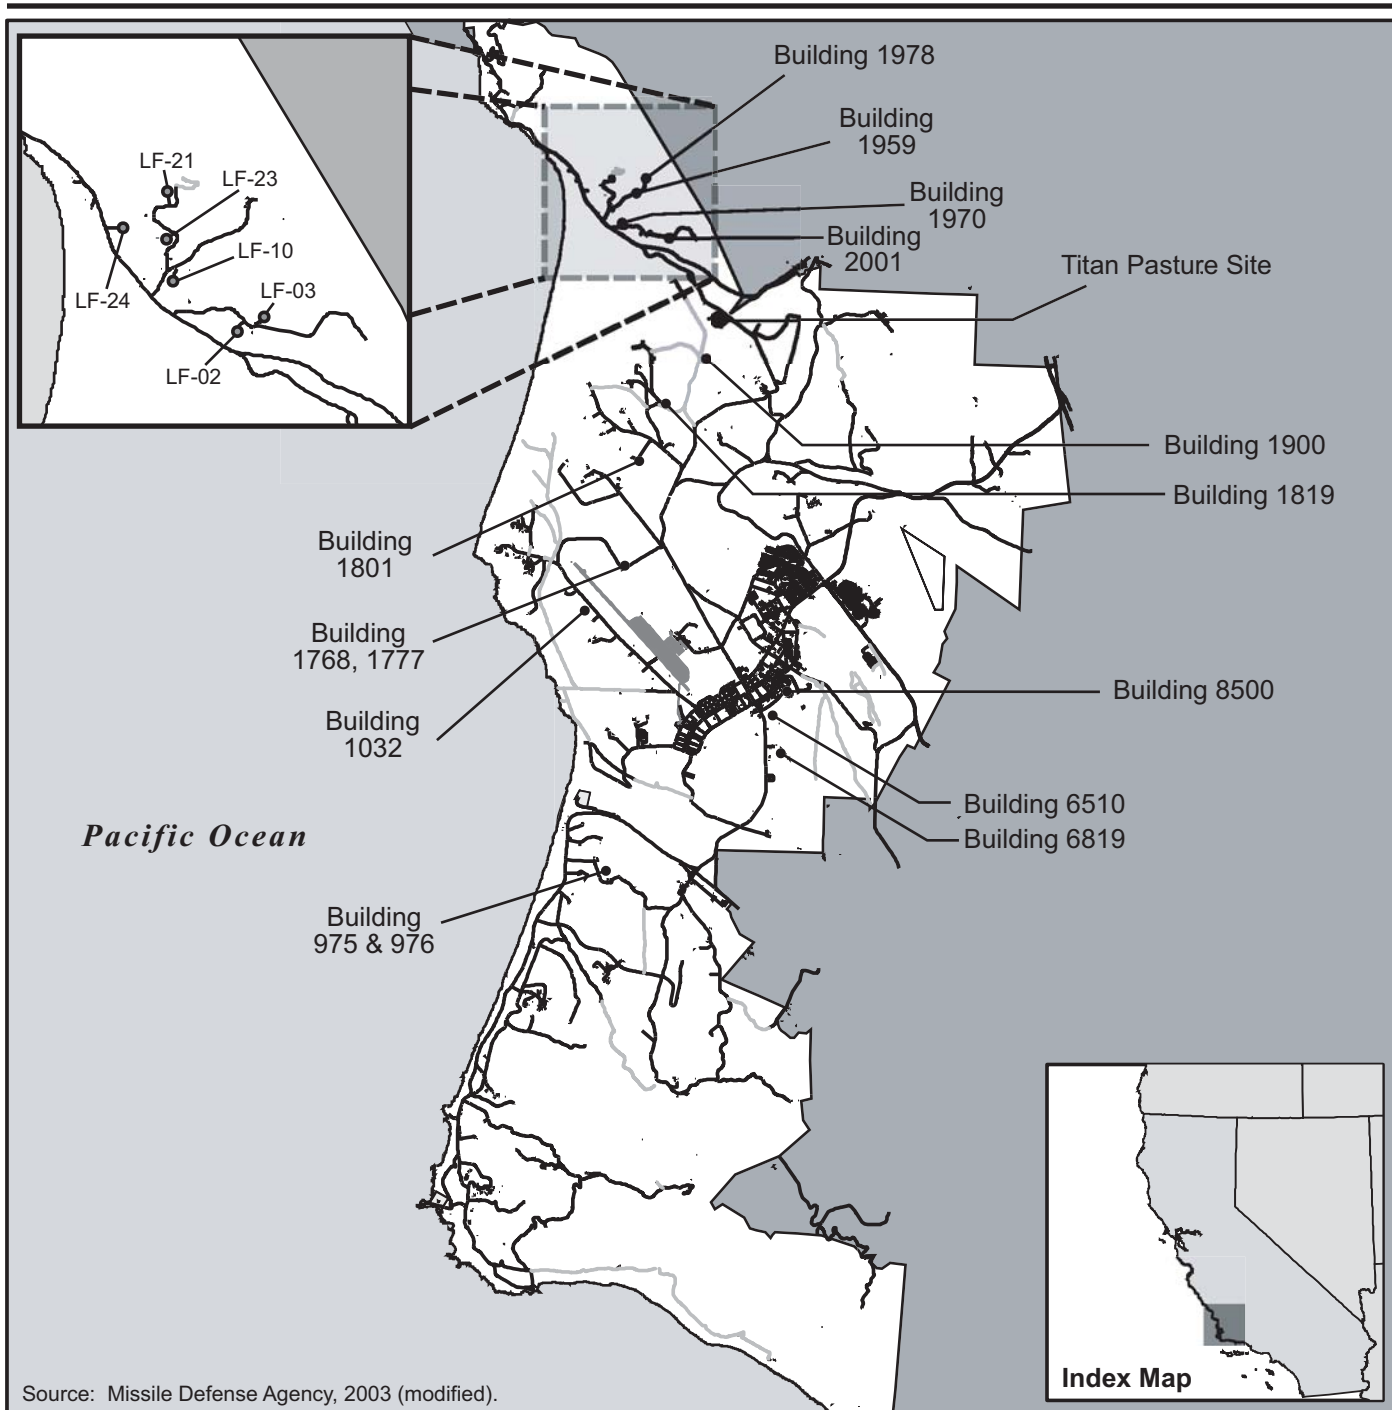 Building 1978
Building
1959
Building
1970
Building
2001
Titan Pasture Site
LF-21
LF-23
LF-10
LF-24
LF-03
LF-02
Building 1900
Building 1819
Building
1801
Building
1768, 1777
Building
1032
Building 8500
Building 6510
Building 6819
Pacific Ocean
Building
975 & 976
Index Map
Source: Missile Defense Agency, 2003 (modified).